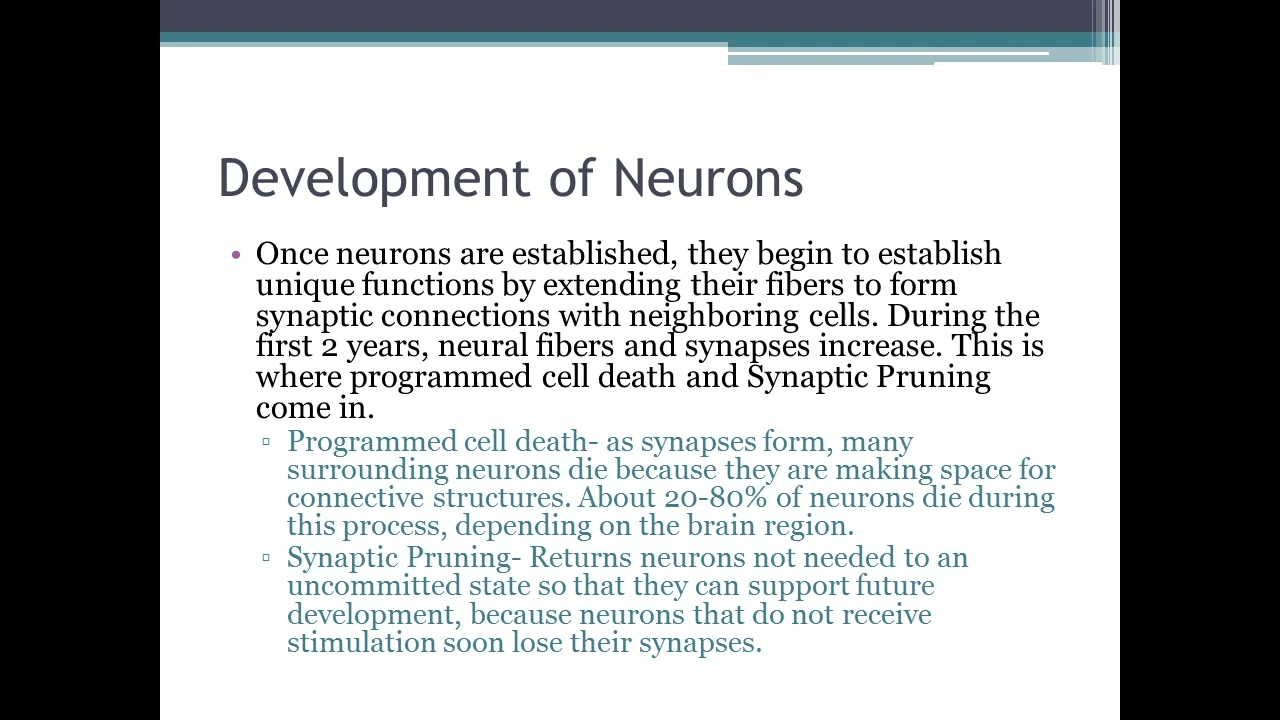 Development of Neurons
• Once neurons are established, they begin to establish
unique functions by extending their fibers to form
synaptic connections with neighboring cells. During the
first 2 years, neural fibers and synapses increase. This is
where programmed cell death and Synaptic Pruning
come in.
▫ Programmed cell death- as synapses form, many
surrounding neurons die because they are making space for
connective structures. About 20-80% of neurons die during
this process, depending on the brain region.
▫ Synaptic Pruning- Returns neurons not needed to an
uncommitted state so that they can support future
development, because neurons that do not receive
stimulation soon lose their synapses.